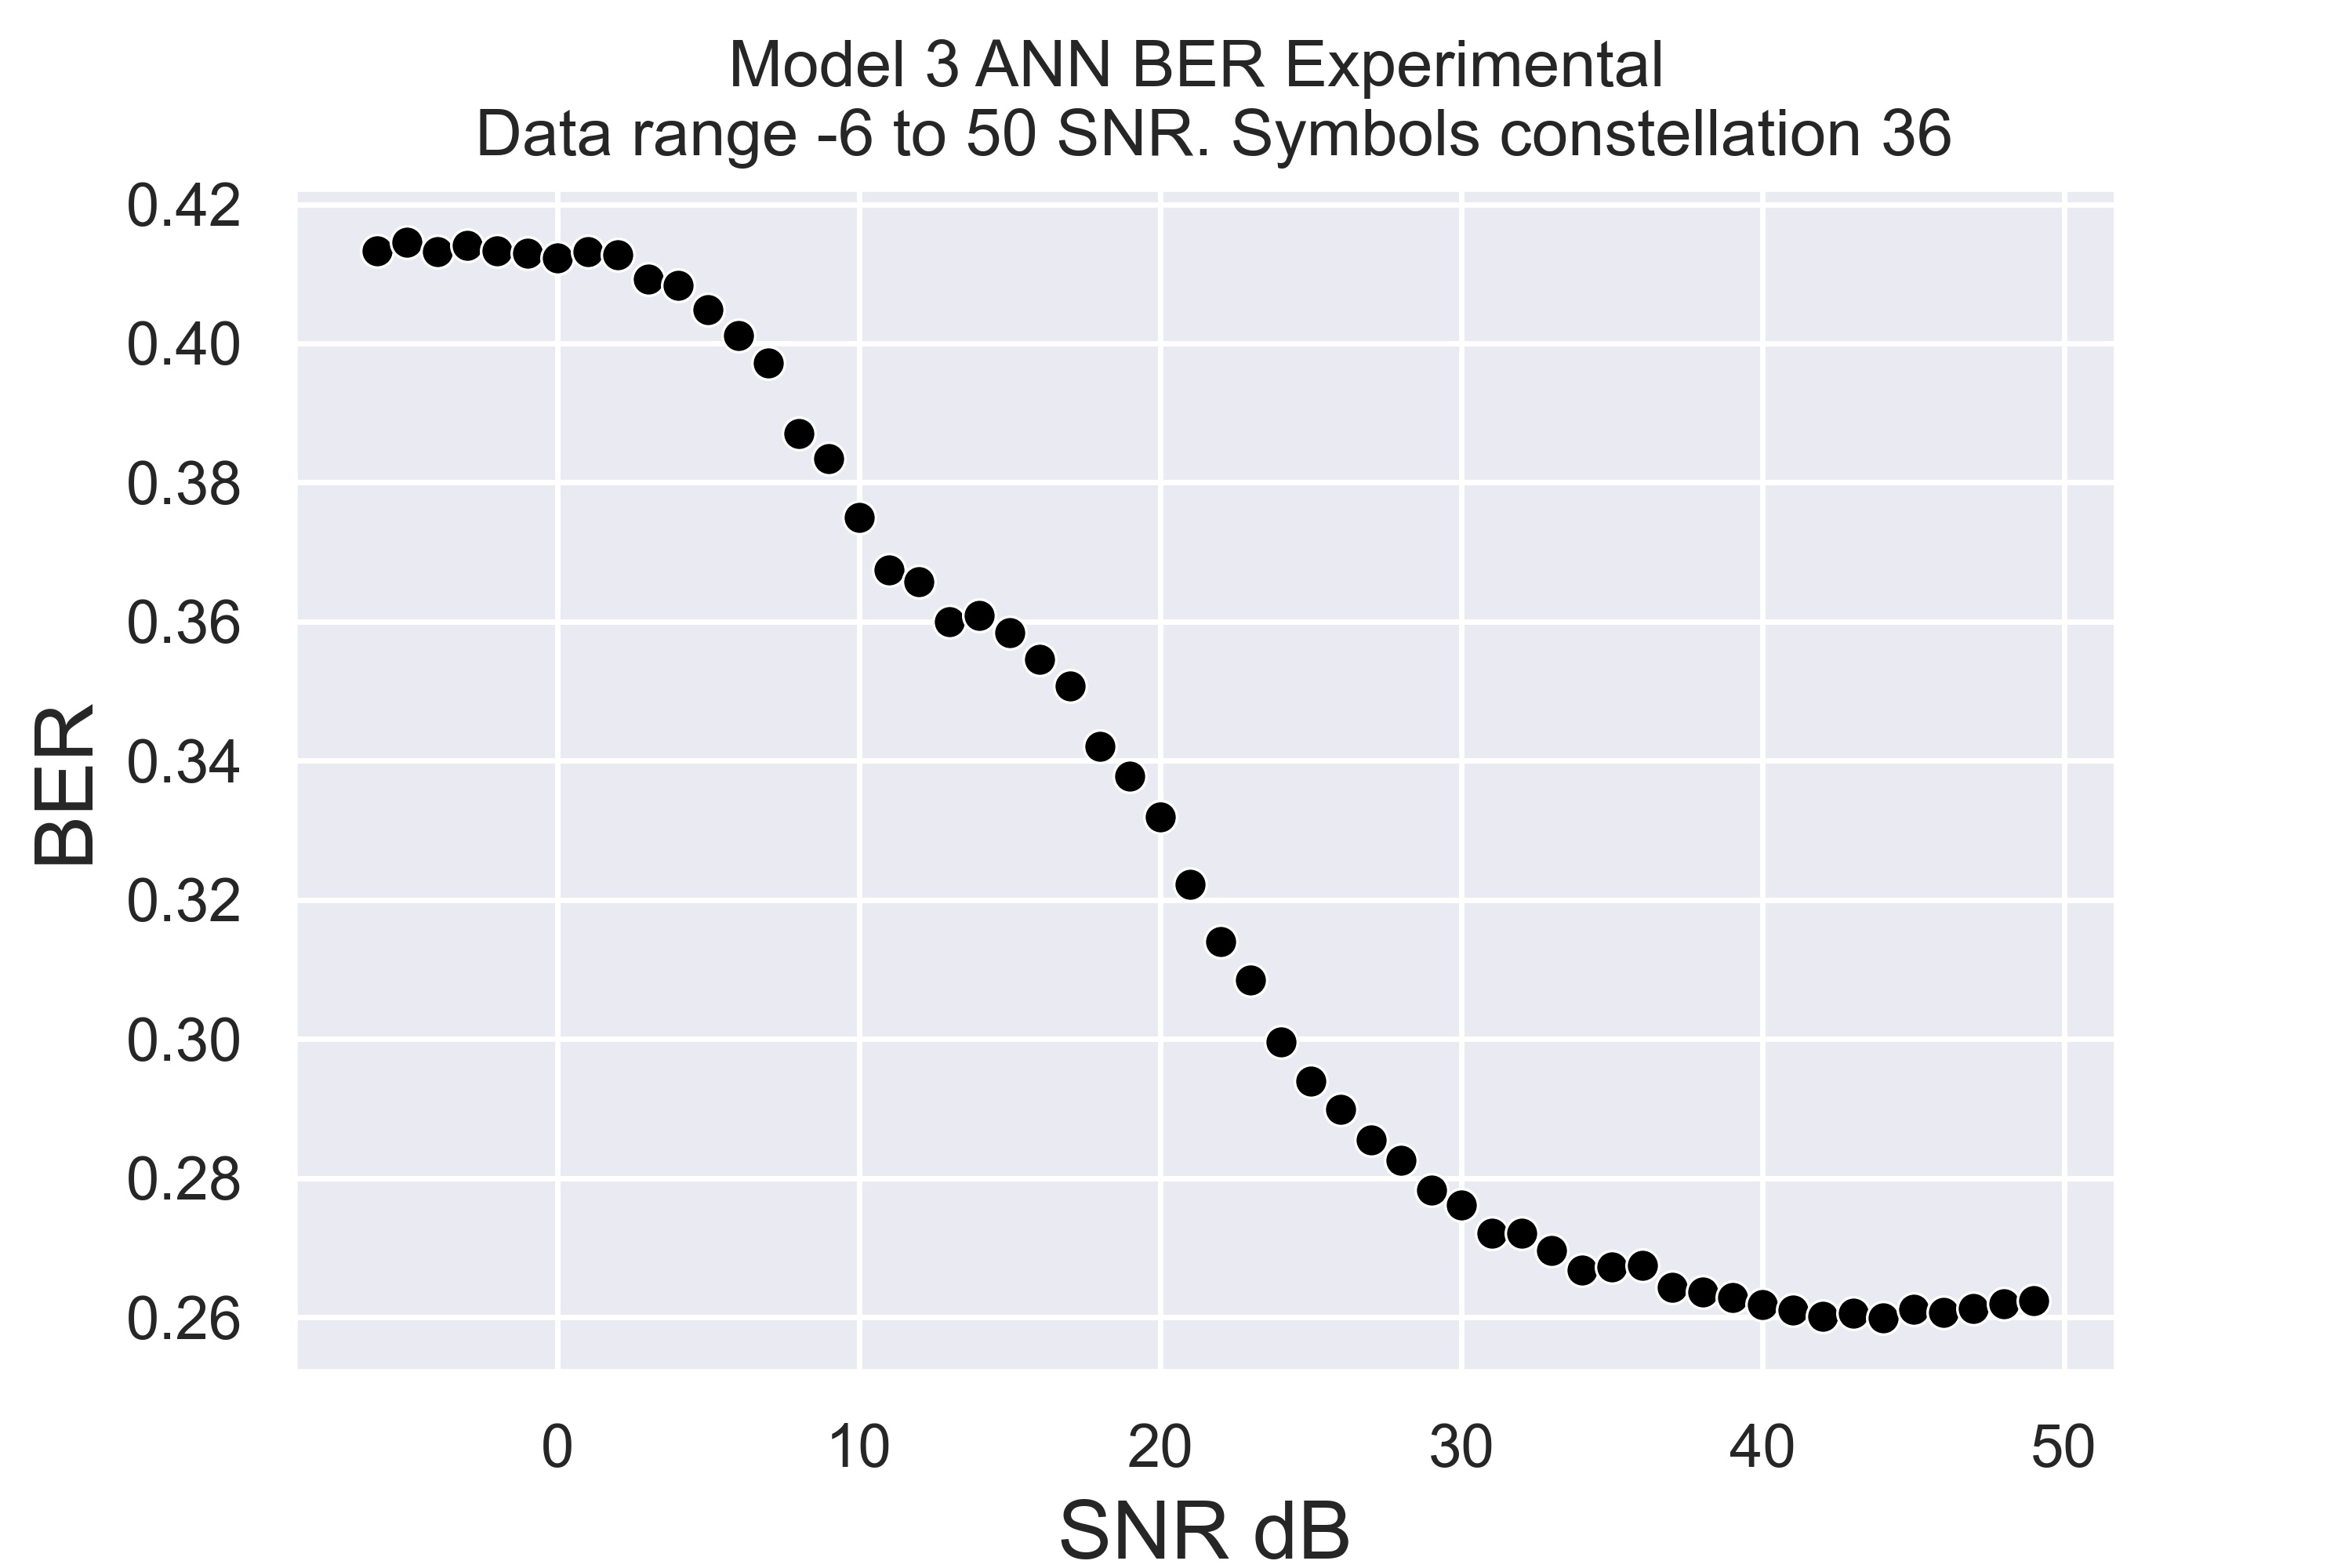 Model 3 ANN BER Experimental
Data range -6 to 50 SNR. Symbols constellation 36
0.42
0.40
0.38
0.36
0.34
0.32
0.30
0.28
0.26
BER
0 10 20 30 40 50
SNR dB